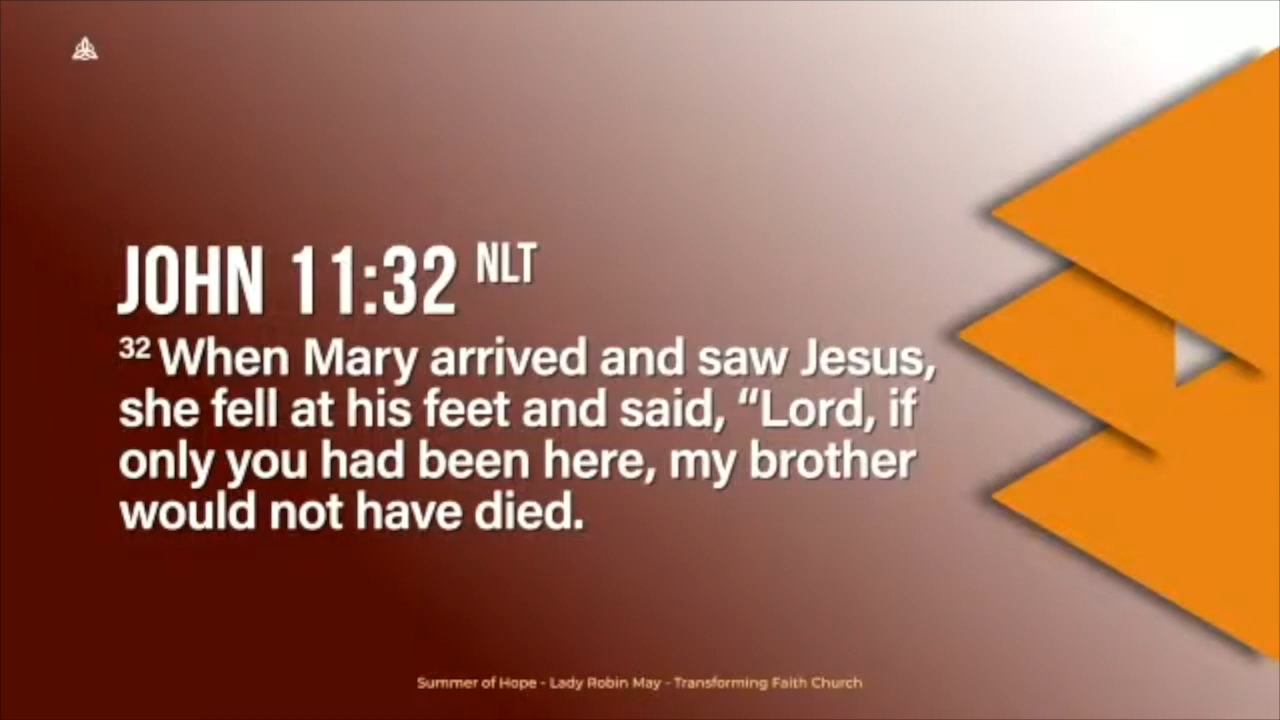 JOHN 11:32 NLT
32 When Mary arrived and saw Jesus,
she fell at his feet and said, “Lord, if
only you had been here, my brother
would not have died.
Summer of Hope - Lady Robin May - Transforming Faith Church